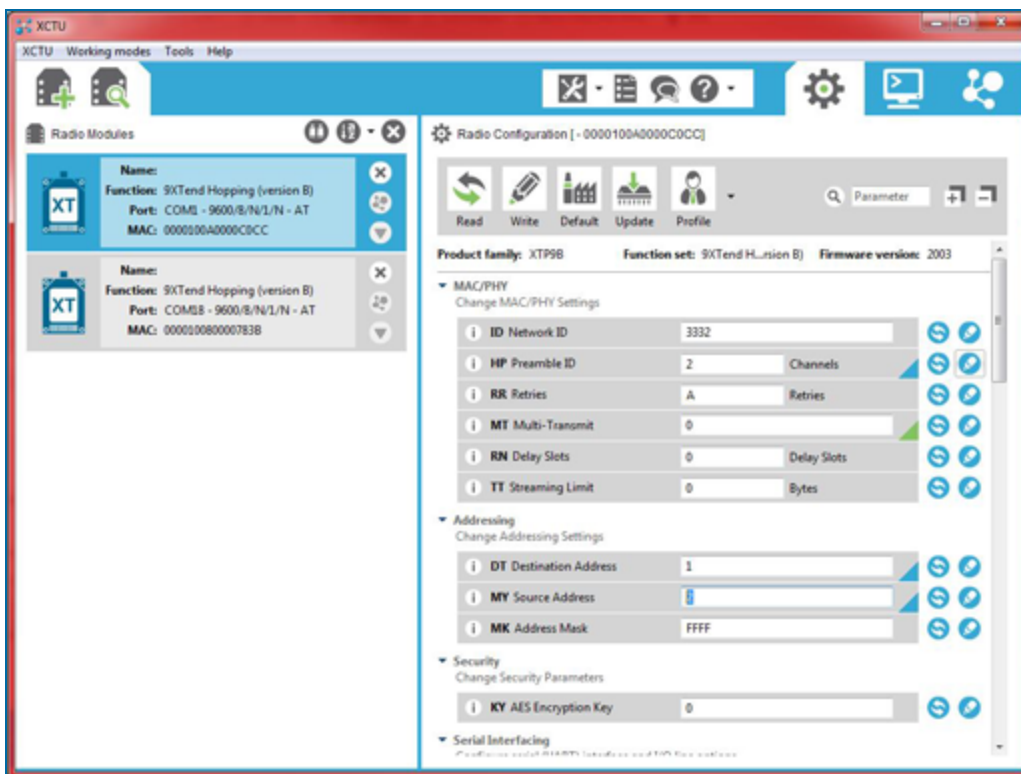 XCTU
XCTU Working modes Tools Help
Radio Modules
Name:
Function: 9XTend Hopping (version B)
Port: COM1 - 9600/8/N/1/N - AT
MAC: 0000100A0000C0CC
XT
Name:
Function: 9XTend Hopping (version B)
Port: COM18 - 9600/8/N/1/N - AT
MAC: 000010080000783B
XT
Radio Configuration [ - 0000100A0000C0CC]
Read Write Default Update Profile
Parameter
Product family: XTP9B Function set: 9XTend H...rsion B) Firmware version: 2003
MAC/PHY
Change MAC/PHY Settings
i ID Network ID 3332
i HP Preamble ID 2 Channels
i RR Retries A Retries
i MT Multi-Transmit 0
i RN Delay Slots 0 Delay Slots
i TT Streaming Limit 0 Bytes
Addressing
Change Addressing Settings
i DT Destination Address 1
i MY Source Address
i MK Address Mask FFFF
Security
Change Security Parameters
i KY AES Encryption Key 0
Serial Interfacing